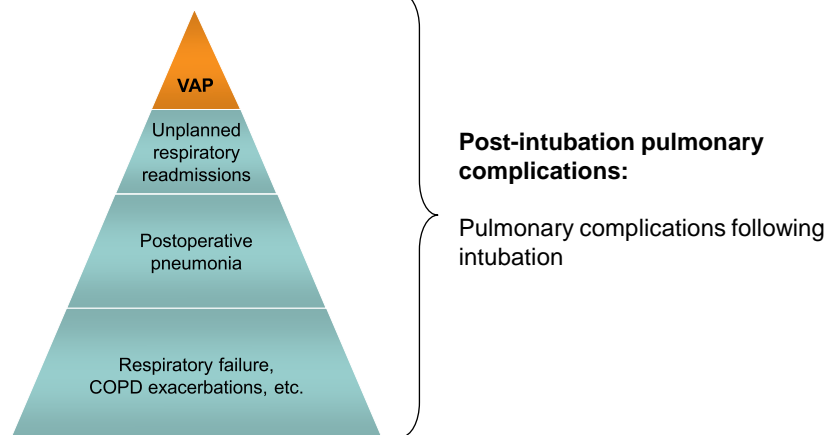 VAP
Unplanned
respiratory
readmissions
Postoperative
pneumonia
Respiratory failure,
COPD exacerbations, etc.
Post-intubation pulmonary
complications:
Pulmonary complications following
intubation